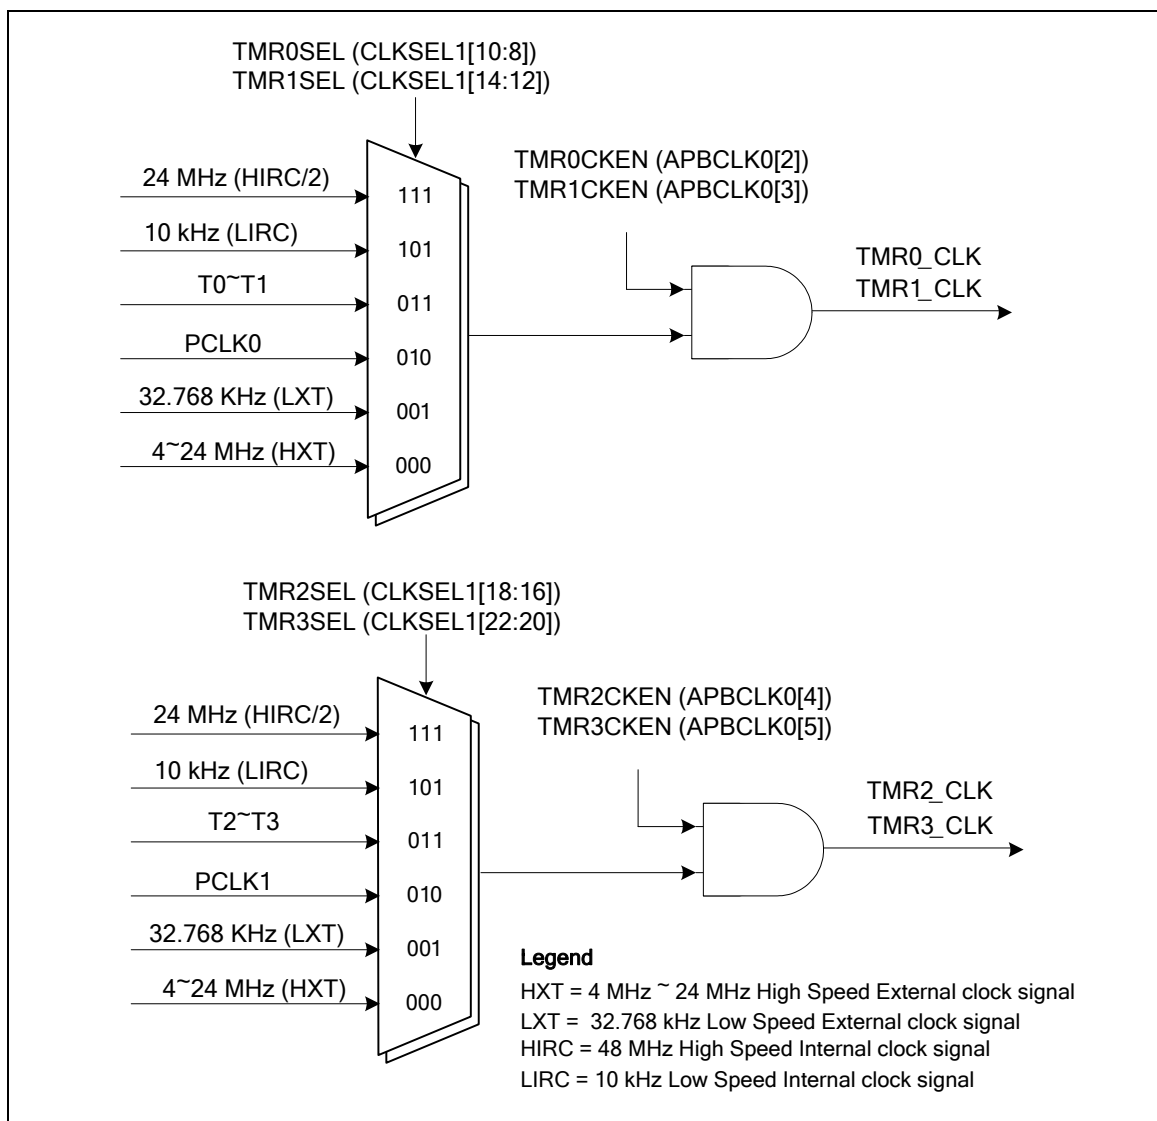 TMR0SEL (CLKSEL1[10:8])
TMR1SEL (CLKSEL1[14:12])
TMR0CKEN (APBCLK0[2])
TMR1CKEN (APBCLK0[3])
24 MHz (HIRC/2)
111
10 kHz (LIRC)
101
T0~T1
011
PCLK0
010
32.768 KHz (LXT)
001
4~24 MHz (HXT)
000
TMR0_CLK
TMR1_CLK
TMR2SEL (CLKSEL1[18:16])
TMR3SEL (CLKSEL1[22:20])
TMR2CKEN (APBCLK0[4])
TMR3CKEN (APBCLK0[5])
24 MHz (HIRC/2)
111
10 kHz (LIRC)
101
T2~T3
011
PCLK1
010
32.768 KHz (LXT)
001
4~24 MHz (HXT)
000
TMR2_CLK
TMR3_CLK
Legend
HXT = 4 MHz ~ 24 MHz High Speed External clock signal
LXT = 32.768 kHz Low Speed External clock signal
HIRC = 48 MHz High Speed Internal clock signal
LIRC = 10 kHz Low Speed Internal clock signal